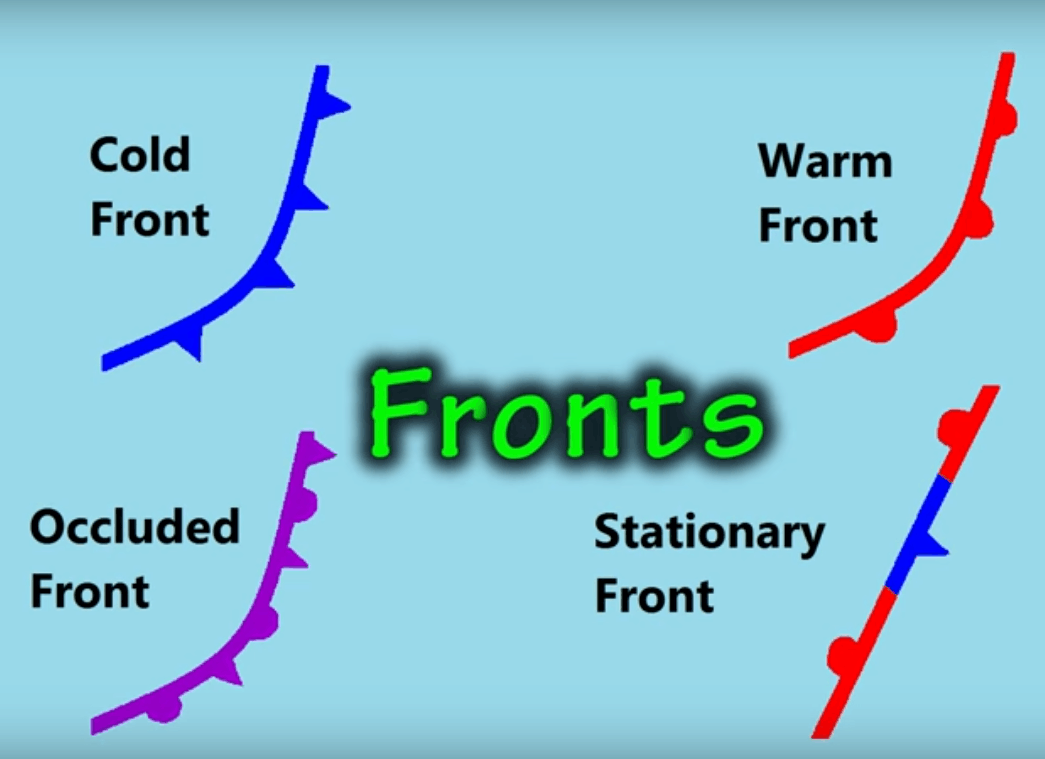 Cold
Front
Warm
Front
Fronts
Occluded
Front
Stationary
Front